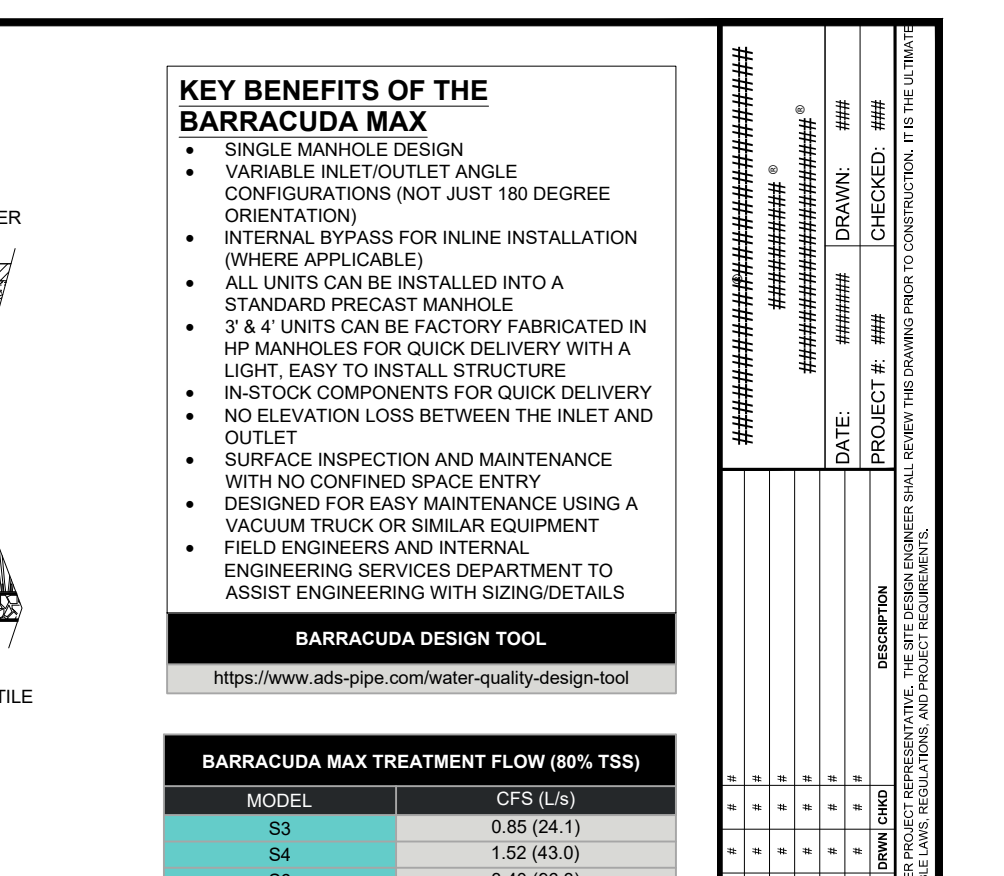 ER
TILE
KEY BENEFITS OF THE
BARRACUDA MAX
• SINGLE MANHOLE DESIGN
• VARIABLE INLET/OUTLET ANGLE
CONFIGURATIONS (NOT JUST 180 DEGREE
ORIENTATION)
• INTERNAL BYPASS FOR INLINE INSTALLATION
(WHERE APPLICABLE)
• ALL UNITS CAN BE INSTALLED INTO A
STANDARD PRECAST MANHOLE
• 3' & 4’ UNITS CAN BE FACTORY FABRICATED IN
HP MANHOLES FOR QUICK DELIVERY WITH A
LIGHT, EASY TO INSTALL STRUCTURE
• IN-STOCK COMPONENTS FOR QUICK DELIVERY
• NO ELEVATION LOSS BETWEEN THE INLET AND
OUTLET
• SURFACE INSPECTION AND MAINTENANCE
WITH NO CONFINED SPACE ENTRY
• DESIGNED FOR EASY MAINTENANCE USING A
VACUUM TRUCK OR SIMILAR EQUIPMENT
• FIELD ENGINEERS AND INTERNAL
ENGINEERING SERVICES DEPARTMENT TO
ASSIST ENGINEERING WITH SIZING/DETAILS
BARRACUDA DESIGN TOOL
https://www.ads-pipe.com/water-quality-design-tool
BARRACUDA MAX TREATMENT FLOW (80% TSS)
MODEL CFS (L/s)
S3 0.85 (24.1)
S4 1.52 (43.0)
DATE: ######### DRAWN: ###
PROJECT #: ### CHECKED: ###
# # #
# # #
# # #
# # #
# # #
# # #
DRWN CHKD DESCRIPTION
ER PROJECT REPRESENTATIVE. THE SITE DESIGN ENGINEER SHALL REVIEW THIS DRAWING PRIOR TO CONSTRUCTION. IT IS THE ULTIMATE
LE LAWS, REGULATIONS, AND PROJECT REQUIREMENTS.